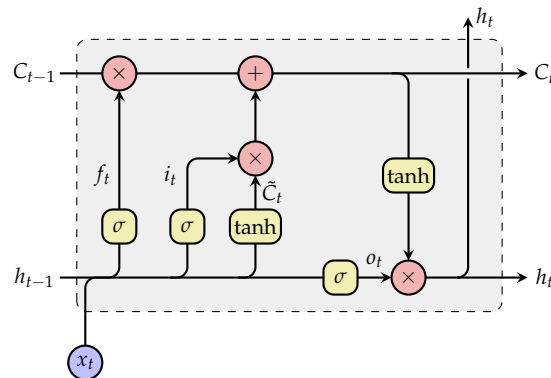 h_t
C_{t−1} × + C_t
f_t i_t × tanh
C̃_t
σ σ tanh
h_{t−1} σ o_t × h_t
x_t